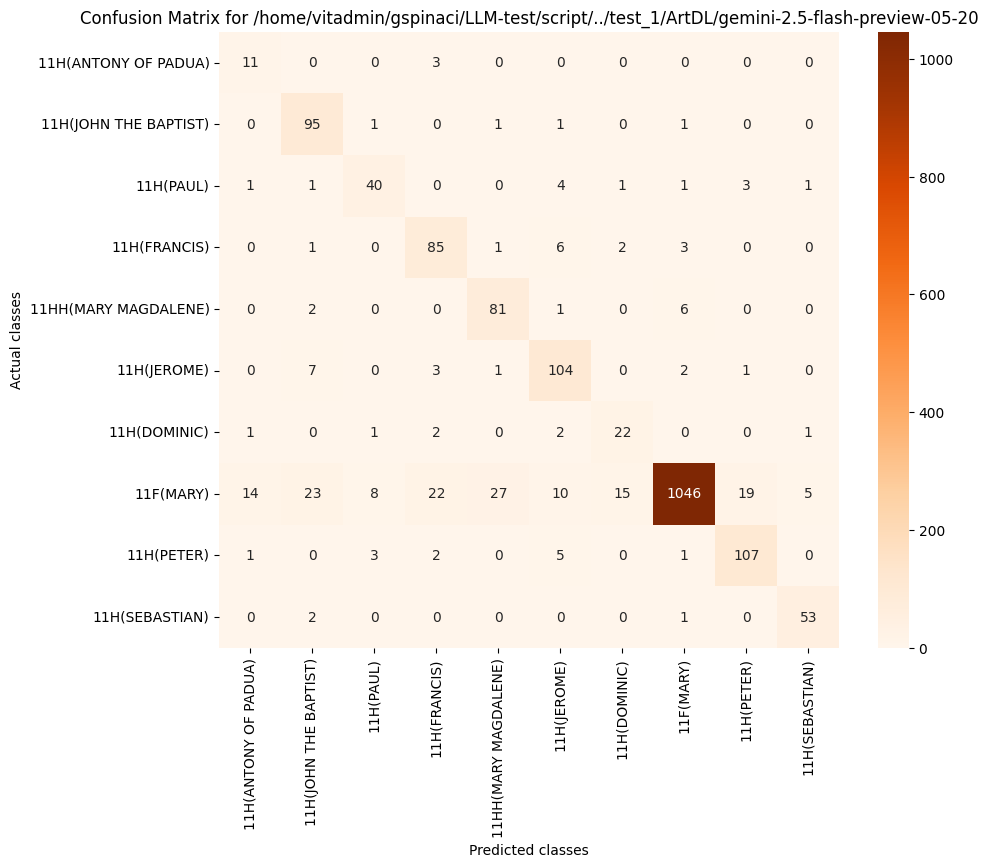 Confusion Matrix for /home/vitadmin/gspinaci/LLM-test/script/../test_1/ArtDL/gemini-2.5-flash-preview-05-20
11H(ANTONY OF PADUA) 11 0 0 3 0 0 0 0 0 0
11H(JOHN THE BAPTIST) 0 95 1 0 1 1 0 1 0 0
11H(PAUL) 1 1 40 0 0 4 1 1 3 1
11H(FRANCIS) 0 1 0 85 1 6 2 3 0 0
11HH(MARY MAGDALENE) 0 2 0 0 81 1 0 6 0 0
11H(JEROME) 0 7 0 3 1 104 0 2 1 0
11H(DOMINIC) 1 0 1 2 0 2 22 0 0 1
11F(MARY) 14 23 8 22 27 10 15 1046 19 5
11H(PETER) 1 0 3 2 0 5 0 1 107 0
11H(SEBASTIAN) 0 2 0 0 0 0 0 1 0 53
Actual classes
11H(ANTONY OF PADUA)
11H(JOHN THE BAPTIST)
11H(PAUL)
11H(FRANCIS)
11HH(MARY MAGDALENE)
11H(JEROME)
11H(DOMINIC)
11F(MARY)
11H(PETER)
11H(SEBASTIAN)
Predicted classes
1000
800
600
400
200
0